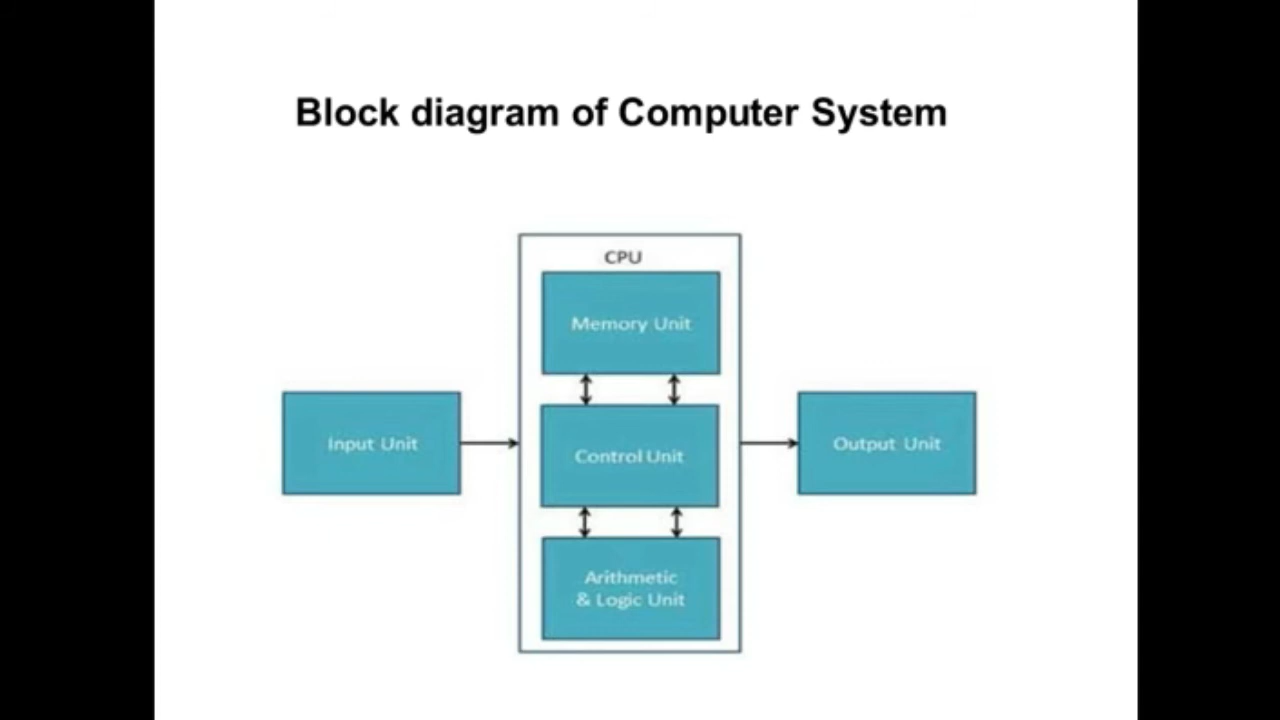 Block diagram of Computer System
CPU
Memory Unit
Input Unit
Control Unit
Output Unit
Arithmetic
& Logic Unit